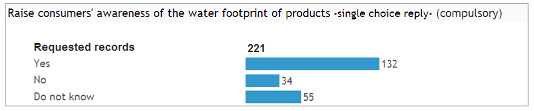 Raise consumers' awareness of the water footprint of products -single choice reply- (compulsory)
Requested records 221
Yes 132
No 34
Do not know 55